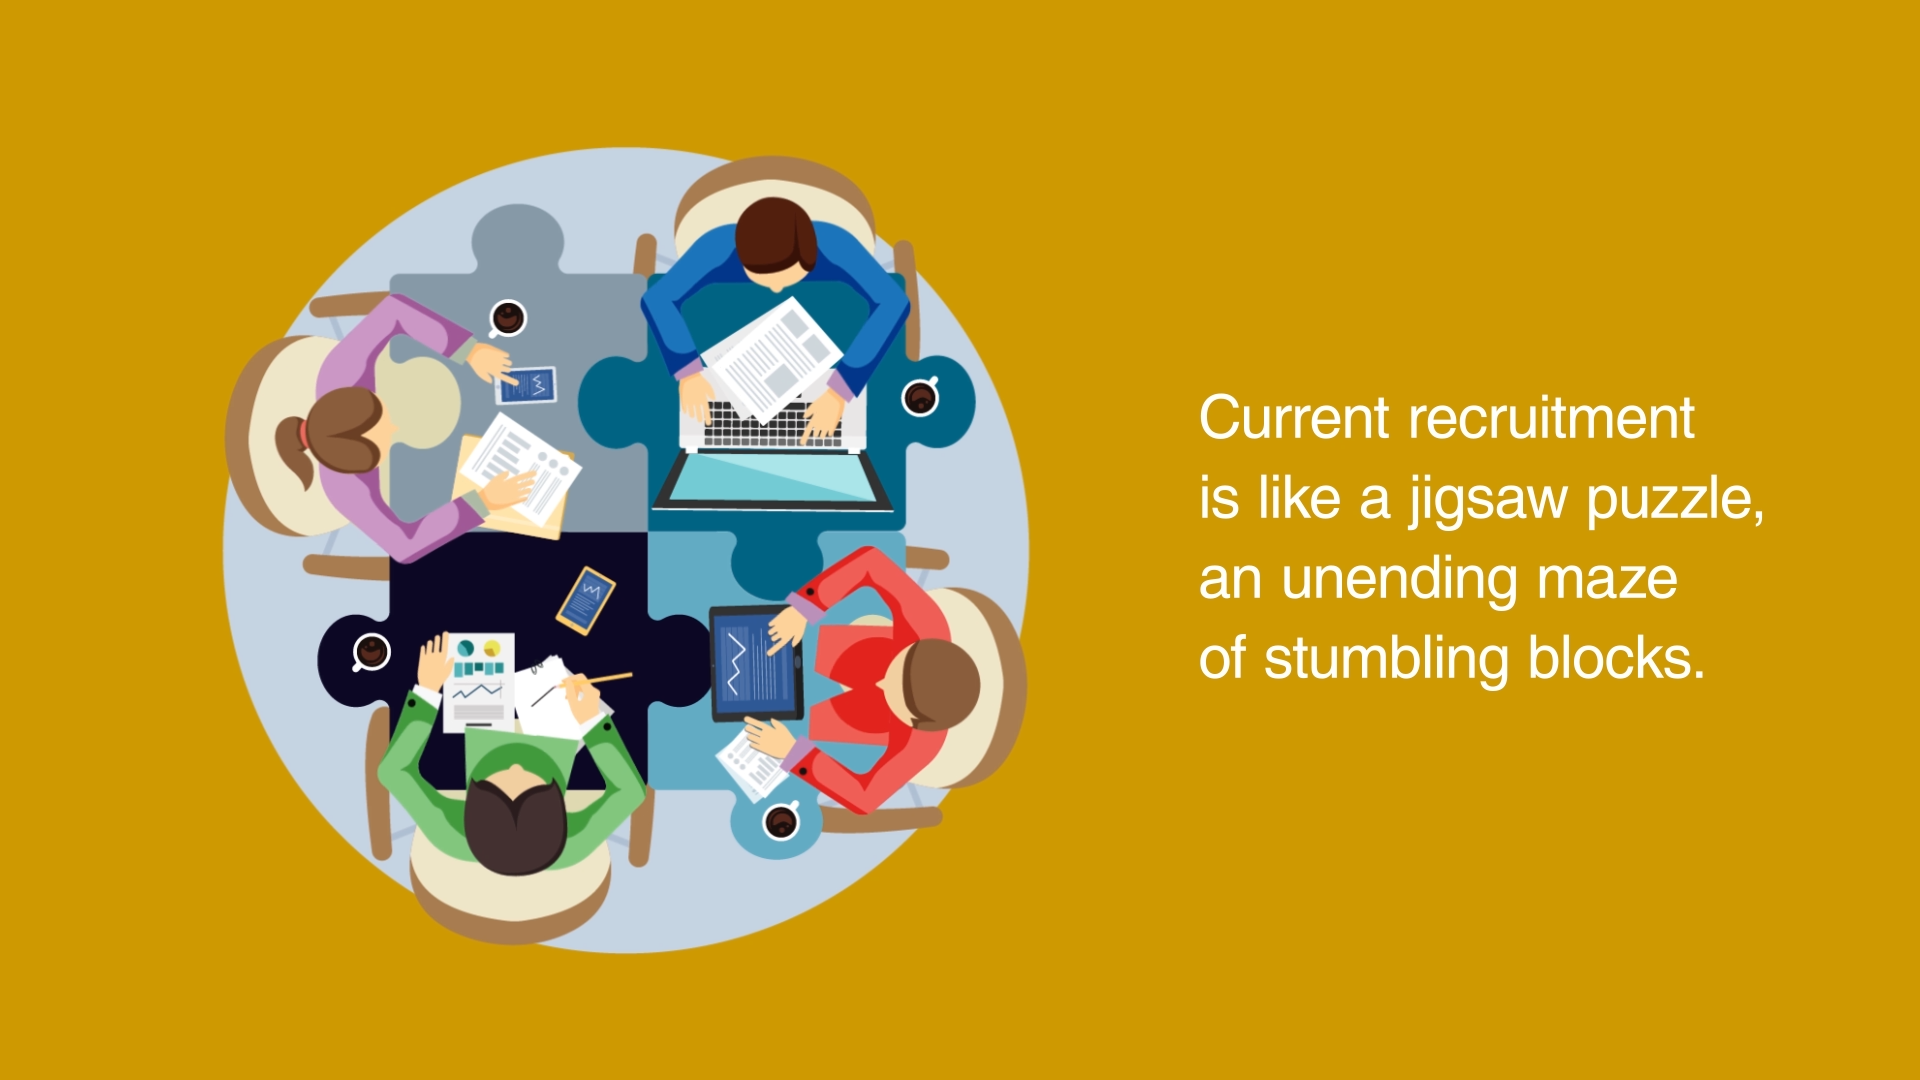 Current recruitment
is like a jigsaw puzzle,
an unending maze
of stumbling blocks.